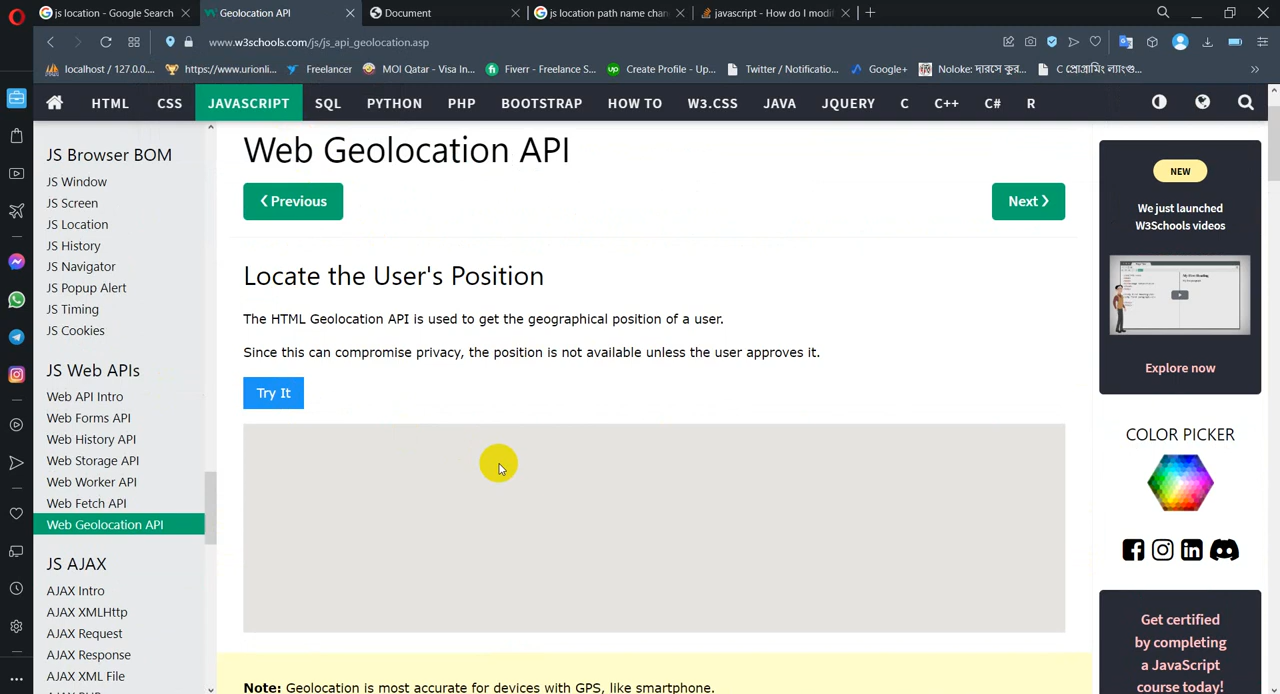 js location - Google Search
Geolocation API
Document
js location path name chan
javascript - How do I modif
www.w3schools.com/js/js_api_geolocation.asp
localhost / 127.0.0....
https://www.urionli...
Freelancer
MOI Qatar - Visa In...
Fiverr - Freelance S...
Create Profile - Up...
Twitter / Notificatio...
Google+
Noloke: দারসে কুর...
C প্রোগ্রামিং ল্যাংগু...
HTML
CSS
JAVASCRIPT
SQL
PYTHON
PHP
BOOTSTRAP
HOW TO
W3.CSS
JAVA
JQUERY
C
C++
C#
R
JS Browser BOM
JS Window
JS Screen
JS Location
JS History
JS Navigator
JS Popup Alert
JS Timing
JS Cookies
JS Web APIs
Web API Intro
Web Forms API
Web History API
Web Storage API
Web Worker API
Web Fetch API
Web Geolocation API
JS AJAX
AJAX Intro
AJAX XMLHttp
AJAX Request
AJAX Response
AJAX XML File
Web Geolocation API
❮ Previous
Next ❯
Locate the User's Position
The HTML Geolocation API is used to get the geographical position of a user.
Since this can compromise privacy, the position is not available unless the user approves it.
Try It
Note: Geolocation is most accurate for devices with GPS, like smartphone.
NEW
We just launched
W3Schools videos
Explore now
COLOR PICKER
Get certified
by completing
a JavaScript
course today!